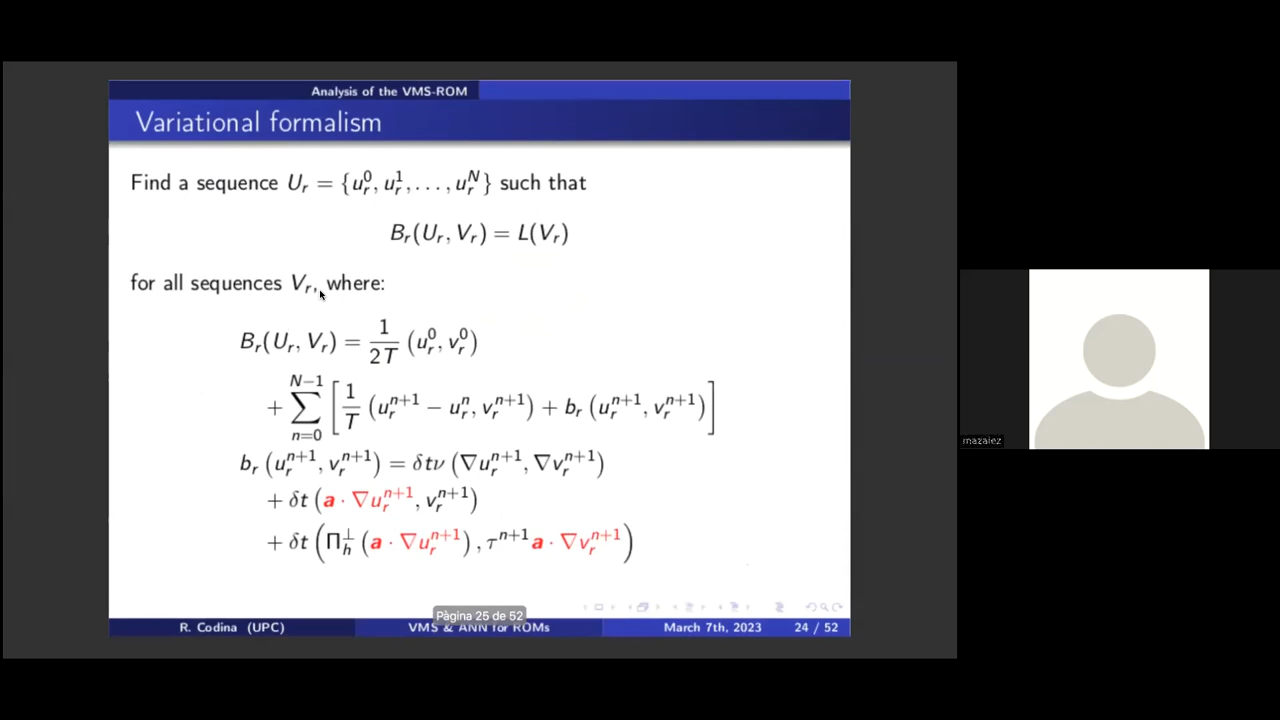 Analysis of the VMS-ROM
Variational formalism
Find a sequence U_r = {u_r^0, u_r^1, . . . , u_r^N} such that
B_r(U_r, V_r) = L(V_r)
for all sequences V_r, where:
B_r(U_r, V_r) = 1/2T (u_r^0, v_r^0)
+ ∑_{n=0}^{N−1} [1/T (u_r^{n+1} − u_r^n, v_r^{n+1}) + b_r (u_r^{n+1}, v_r^{n+1})]
b_r (u_r^{n+1}, v_r^{n+1}) = δtν (∇u_r^{n+1}, ∇v_r^{n+1})
+ δt (a · ∇u_r^{n+1}, v_r^{n+1})
+ δt (Π_h^⊥ (a · ∇u_r^{n+1}), τ^{n+1} a · ∇v_r^{n+1})
Pàgina 25 de 52
R. Codina (UPC) VMS & ANN for ROMs March 7th, 2023 24 / 52
mazalez